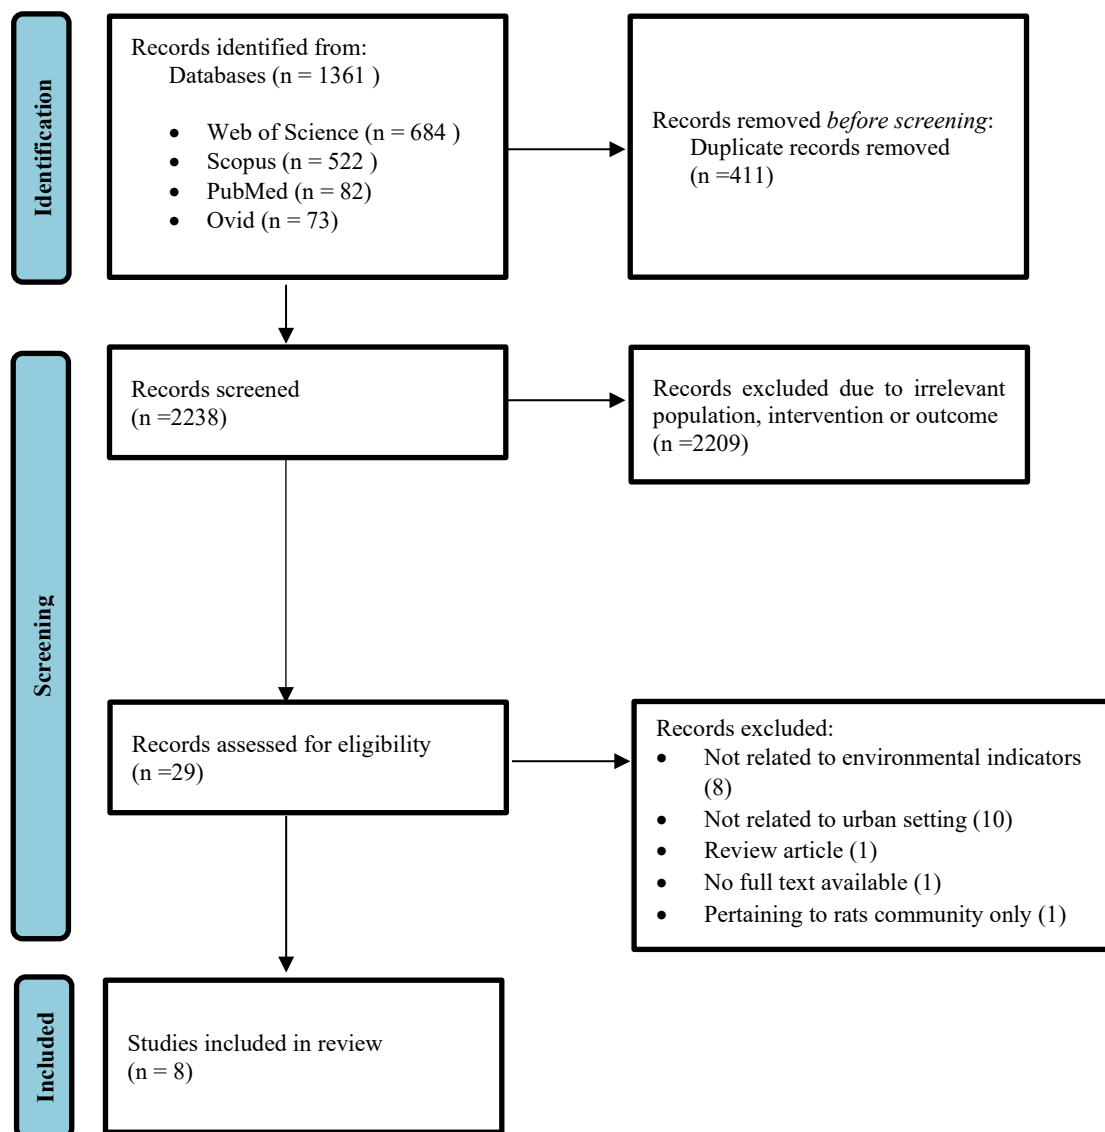 Identification
Records identified from:
Databases (n = 1361 )
• Web of Science (n = 684 )
• Scopus (n = 522 )
• PubMed (n = 82)
• Ovid (n = 73)
Records removed before screening:
Duplicate records removed
(n =411)
Screening
Records screened
(n =2238)
Records excluded due to irrelevant
population, intervention or outcome
(n =2209)
Records assessed for eligibility
(n =29)
Records excluded:
• Not related to environmental indicators
(8)
• Not related to urban setting (10)
• Review article (1)
• No full text available (1)
• Pertaining to rats community only (1)
Included
Studies included in review
(n = 8)